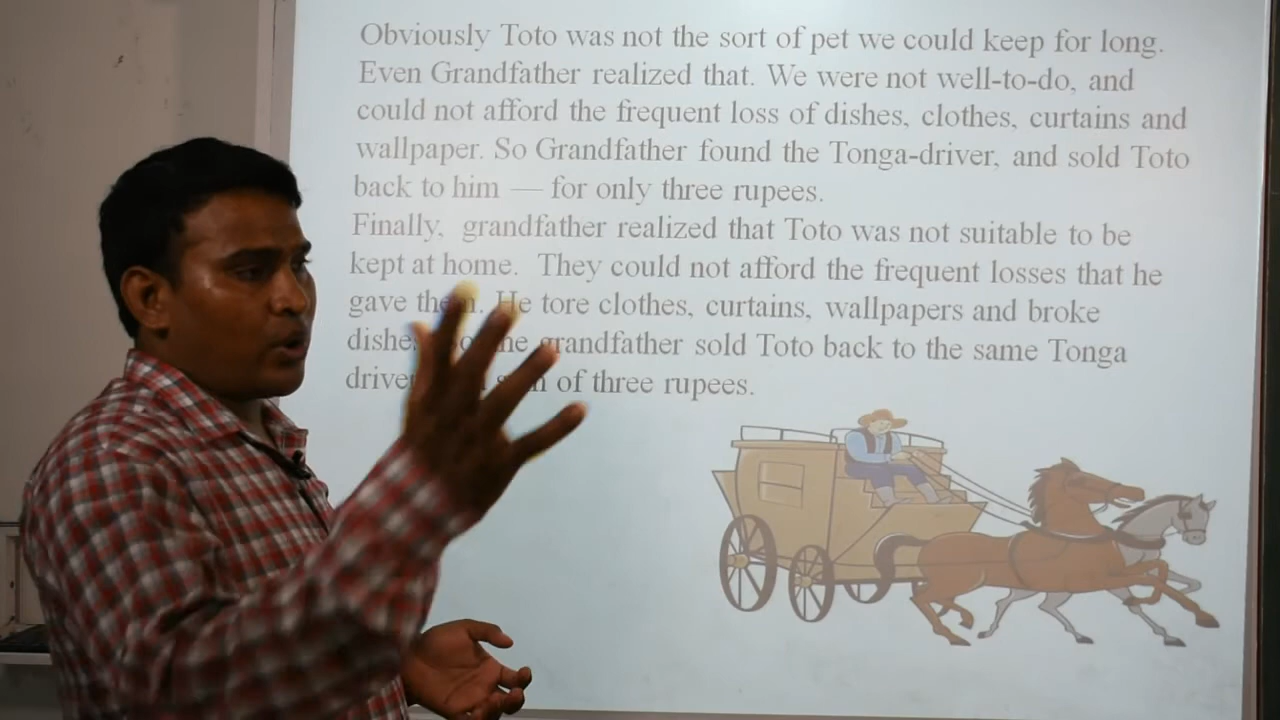 Obviously Toto was not the sort of pet we could keep for long.
Even Grandfather realized that. We were not well-to-do, and
could not afford the frequent loss of dishes, clothes, curtains and
wallpaper. So Grandfather found the Tonga-driver, and sold Toto
back to him — for only three rupees.
Finally, grandfather realized that Toto was not suitable to be
kept at home. They could not afford the frequent losses that he
gave them. He tore clothes, curtains, wallpapers and broke
grandfather sold Toto back to the same Tonga
of three rupees.